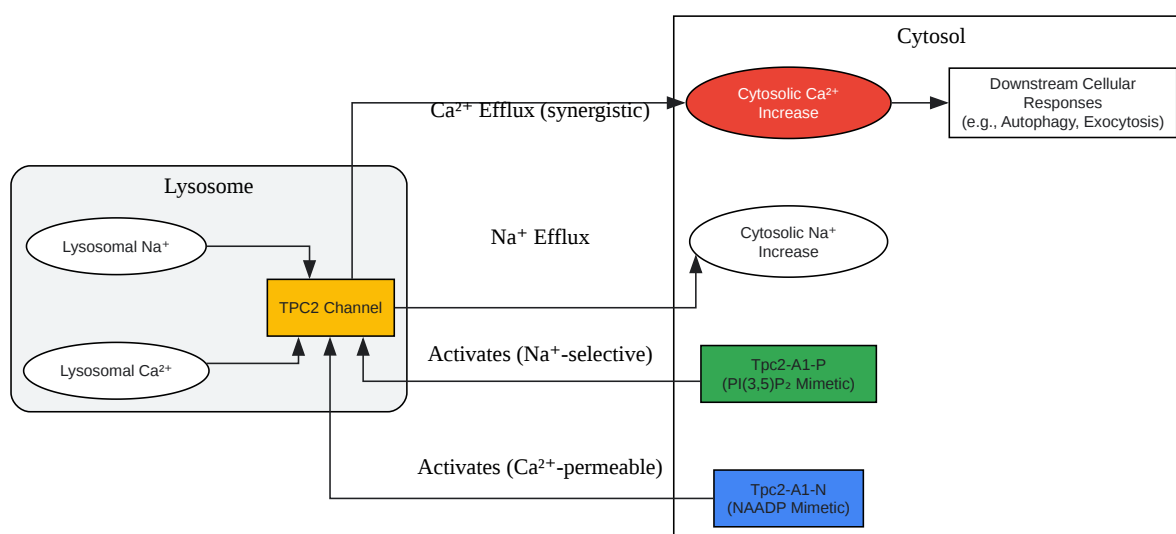 Cytosol
Cytosolic Ca²⁺
Increase
Downstream Cellular
Responses
(e.g., Autophagy, Exocytosis)
Ca²⁺ Efflux (synergistic)
Lysosome
Lysosomal Na⁺
Na⁺ Efflux
Cytosolic Na⁺
Increase
TPC2 Channel
Lysosomal Ca²⁺
Activates (Na⁺-selective)
Tpc2-A1-P
(PI(3,5)P₂ Mimetic)
Activates (Ca²⁺-permeable)
Tpc2-A1-N
(NAADP Mimetic)